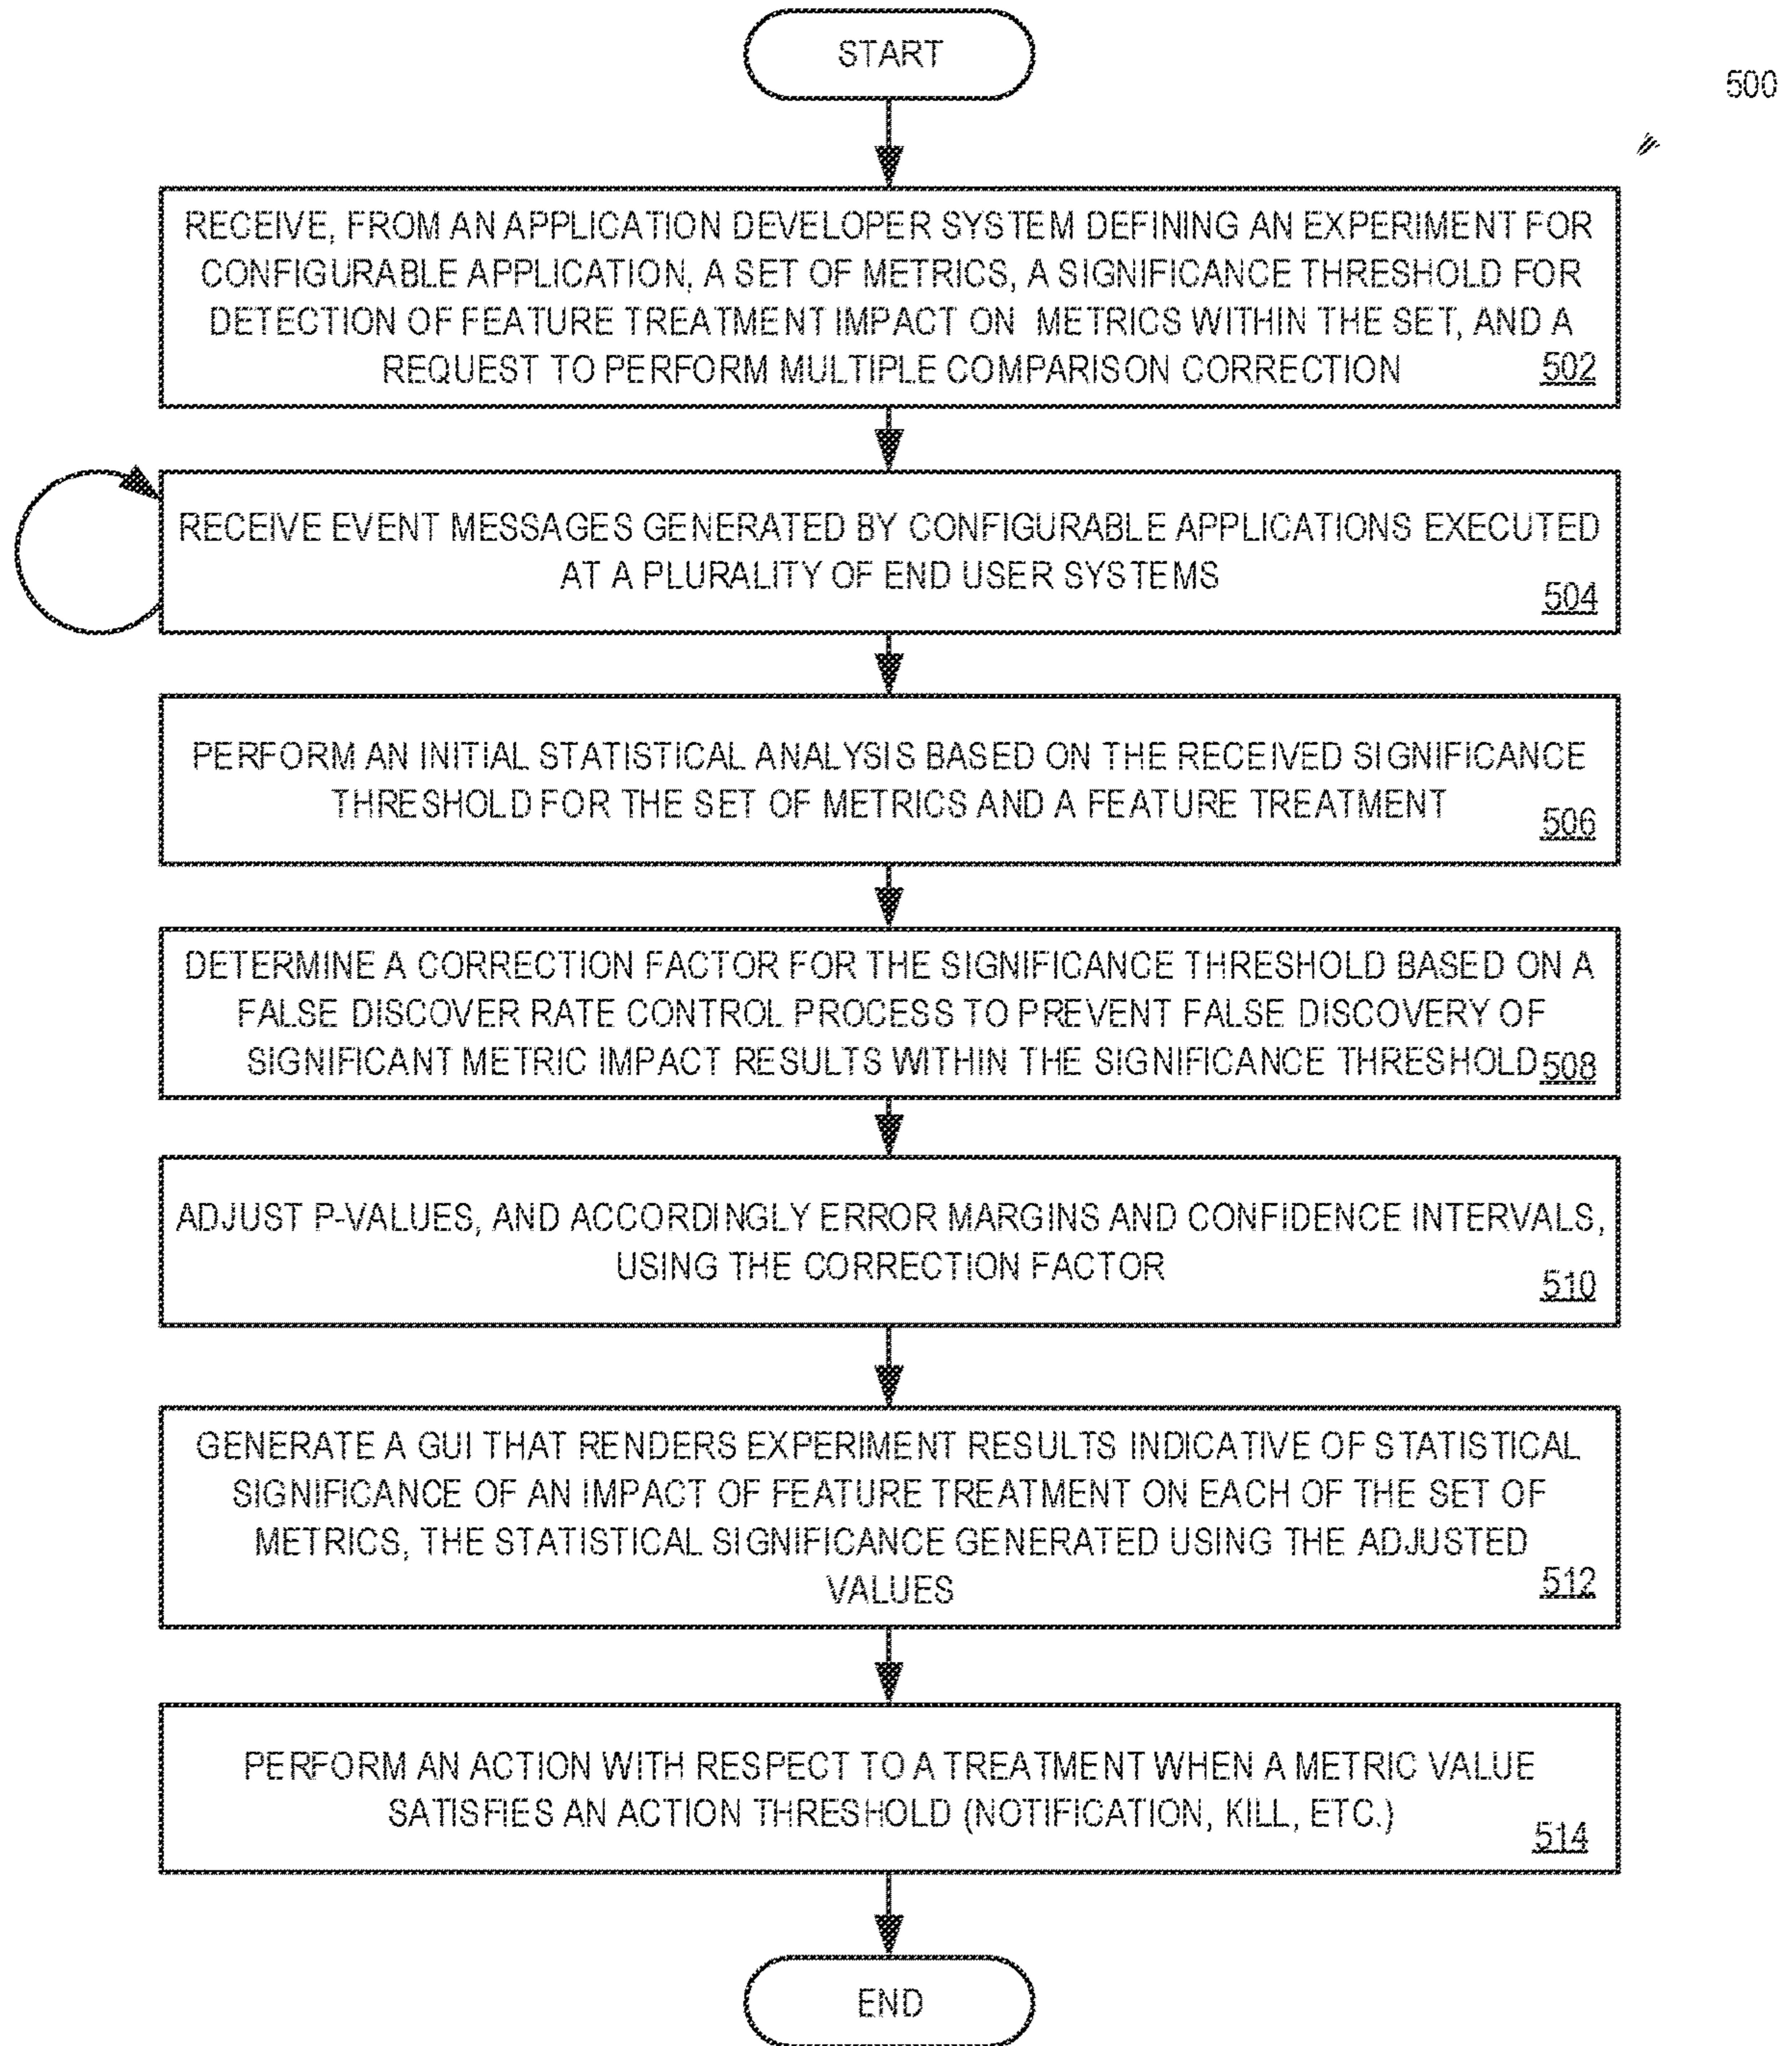 START
500
RECEIVE, FROM AN APPLICATION DEVELOPER SYSTEM DEFINING AN EXPERIMENT FOR
CONFIGURABLE APPLICATION, A SET OF METRICS, A SIGNIFICANCE THRESHOLD FOR
DETECTION OF FEATURE TREATMENT IMPACT ON METRICS WITHIN THE SET, AND A
REQUEST TO PERFORM MULTIPLE COMPARISON CORRECTION
502
RECEIVE EVENT MESSAGES GENERATED BY CONFIGURABLE APPLICATIONS EXECUTED
AT A PLURALITY OF END USER SYSTEMS
504
PERFORM AN INITIAL STATISTICAL ANALYSIS BASED ON THE RECEIVED SIGNIFICANCE
THRESHOLD FOR THE SET OF METRICS AND A FEATURE TREATMENT
506
DETERMINE A CORRECTION FACTOR FOR THE SIGNIFICANCE THRESHOLD BASED ON A
FALSE DISCOVER RATE CONTROL PROCESS TO PREVENT FALSE DISCOVERY OF
SIGNIFICANT METRIC IMPACT RESULTS WITHIN THE SIGNIFICANCE THRESHOLD
508
ADJUST P-VALUES, AND ACCORDINGLY ERROR MARGINS AND CONFIDENCE INTERVALS,
USING THE CORRECTION FACTOR
510
GENERATE A GUI THAT RENDERS EXPERIMENT RESULTS INDICATIVE OF STATISTICAL
SIGNIFICANCE OF AN IMPACT OF FEATURE TREATMENT ON EACH OF THE SET OF
METRICS, THE STATISTICAL SIGNIFICANCE GENERATED USING THE ADJUSTED
VALUES
512
PERFORM AN ACTION WITH RESPECT TO A TREATMENT WHEN A METRIC VALUE
SATISFIES AN ACTION THRESHOLD (NOTIFICATION, KILL, ETC.)
514
END